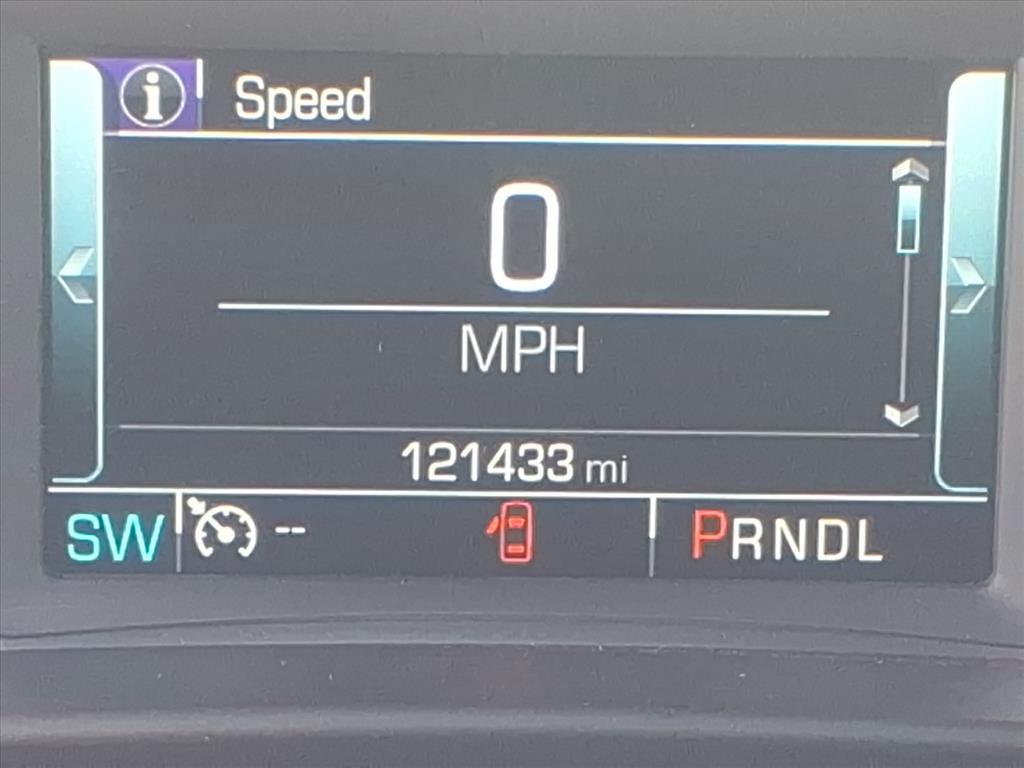 i Speed
0
MPH
121433 mi
SW -- PRNDL